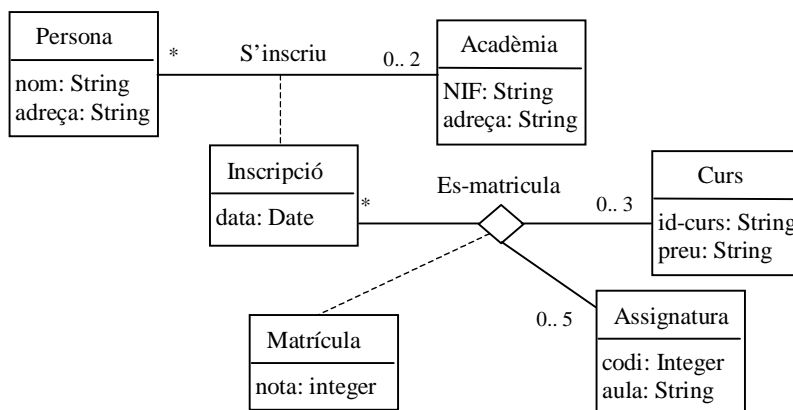 Persona
nom: String
adreça: String
*
S’inscriu
0.. 2
Acadèmia
NIF: String
adreça: String
Inscripció
data: Date
*
Es-matricula
0.. 3
Curs
id-curs: String
preu: String
0.. 5
Matrícula
nota: integer
Assignatura
codi: Integer
aula: String